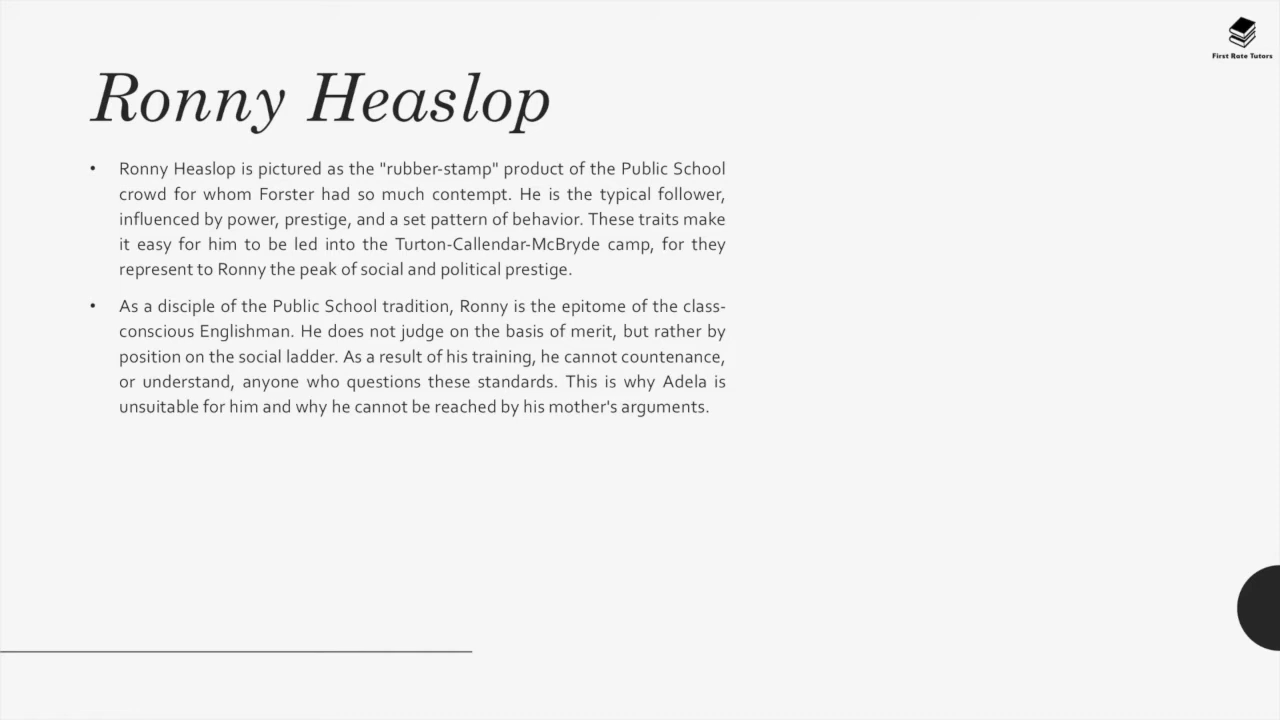 First Rate Tutors
Ronny Heaslop
• Ronny Heaslop is pictured as the "rubber-stamp" product of the Public School
crowd for whom Forster had so much contempt. He is the typical follower,
influenced by power, prestige, and a set pattern of behavior. These traits make
it easy for him to be led into the Turton-Callendar-McBryde camp, for they
represent to Ronny the peak of social and political prestige.
• As a disciple of the Public School tradition, Ronny is the epitome of the class-
conscious Englishman. He does not judge on the basis of merit, but rather by
position on the social ladder. As a result of his training, he cannot countenance,
or understand, anyone who questions these standards. This is why Adela is
unsuitable for him and why he cannot be reached by his mother's arguments.